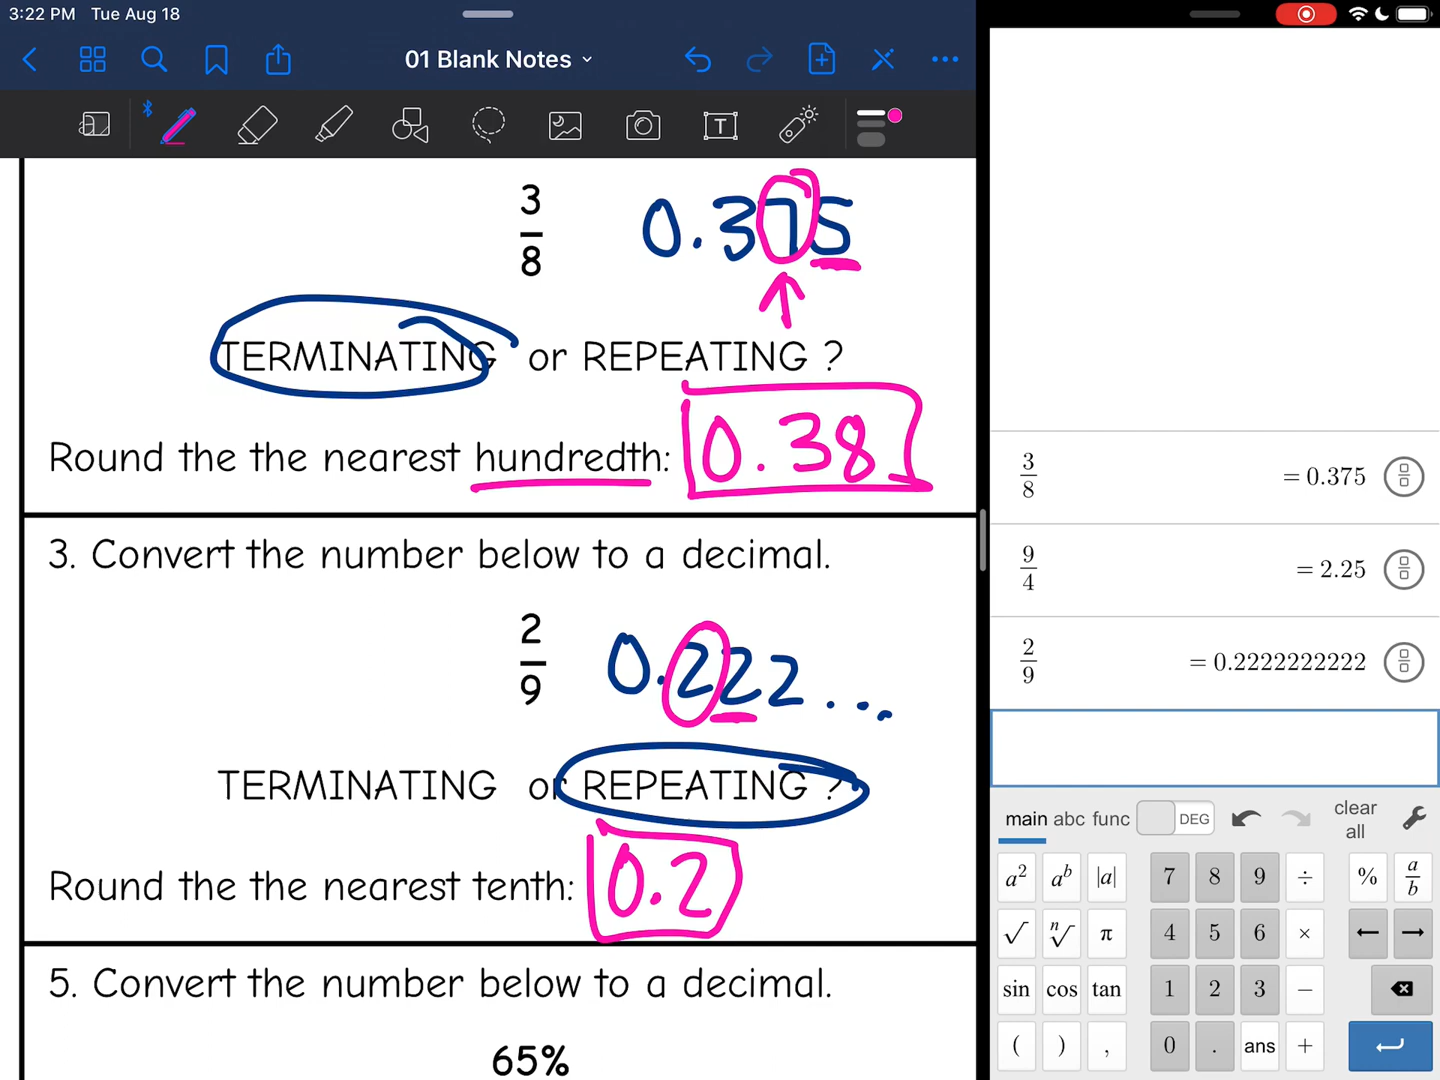 3:22 PM Tue Aug 18
01 Blank Notes
3
8
0.375
TERMINATING or REPEATING ?
Round the the nearest hundredth: 0.38
3. Convert the number below to a decimal.
2
9
0.222...
TERMINATING or REPEATING ?
Round the the nearest tenth: 0.2
5. Convert the number below to a decimal.
65%
3
8
= 0.375
9
4
= 2.25
2
9
= 0.2222222222
main abc func DEG clear all
a² aᵇ |a| 7 8 9 ÷ % a/b
√ ⁿ√ π 4 5 6 × ← →
sin cos tan 1 2 3 −
( ) , 0 . ans +